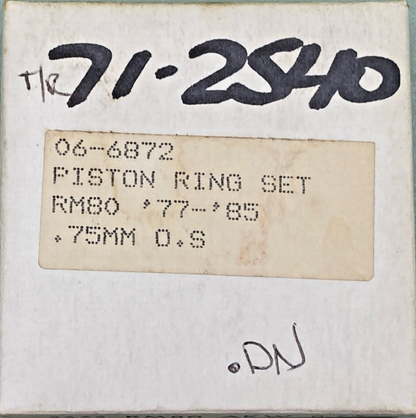 T/R 71-2540
06-6872
PISTON RING SET
RM80 '77-'85
.75MM O.S
.DN